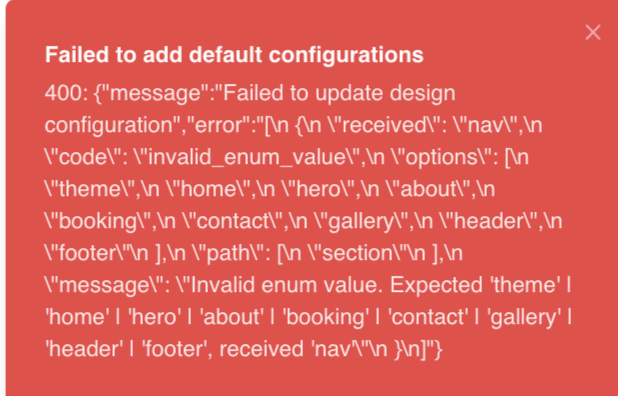 Failed to add default configurations
400: {"message":"Failed to update design
configuration","error":"[\n {\n \"received\": \"nav\",\n
\"code\": \"invalid_enum_value\",\n \"options\": [\n
\"theme\",\n \"home\",\n \"hero\",\n \"about\",\n
\"booking\",\n \"contact\",\n \"gallery\",\n \"header\",\n
\"footer\"\n ],\n \"path\": [\n \"section\"\n ],\n
\"message\": \"Invalid enum value. Expected 'theme' |
'home' | 'hero' | 'about' | 'booking' | 'contact' | 'gallery' |
'header' | 'footer', received 'nav'\"\n }\n]"}